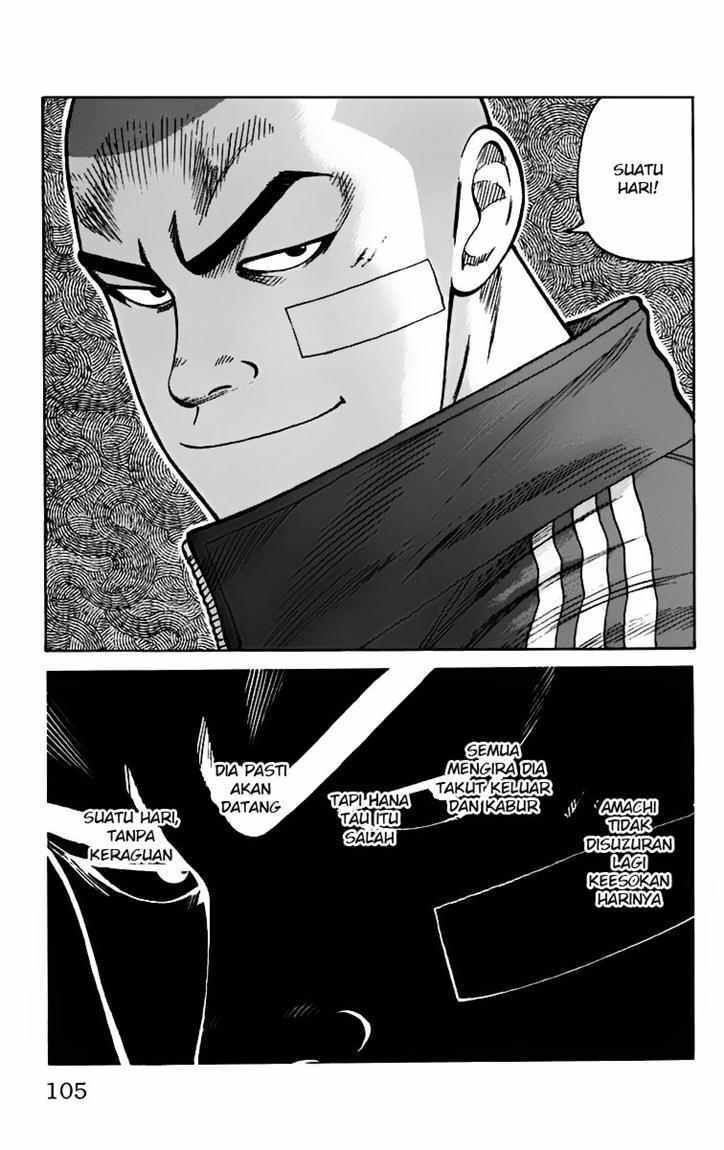 SUATU
HARI!
AMACHI
TIDAK
DISUZURAN
LAGI
KEESOKAN
HARINYA
SEMUA
MENGIRA DIA
TAKUT KELUAR
DAN KABUR
TAPI HANA
TAU ITU
SALAH
DIA PASTI
AKAN
DATANG
SUATU HARI,
TANPA
KERAGUAN
105